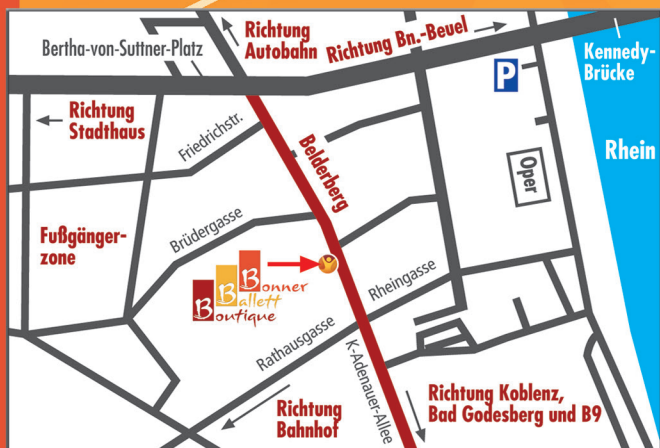 Richtung
Autobahn
Richtung Bn.-Beuel
Bertha-von-Suttner-Platz
Kennedy-
Brücke
P
Richtung
Stadthaus
Friedrichstr.
Belderberg
Rhein
Oper
Fußgänger-
zone
Brüdergasse
Bonner
Ballett
Boutique
Rheingasse
Rathausgasse
K-Adenauer-Allee
Richtung
Bahnhof
Richtung Koblenz,
Bad Godesberg und B9